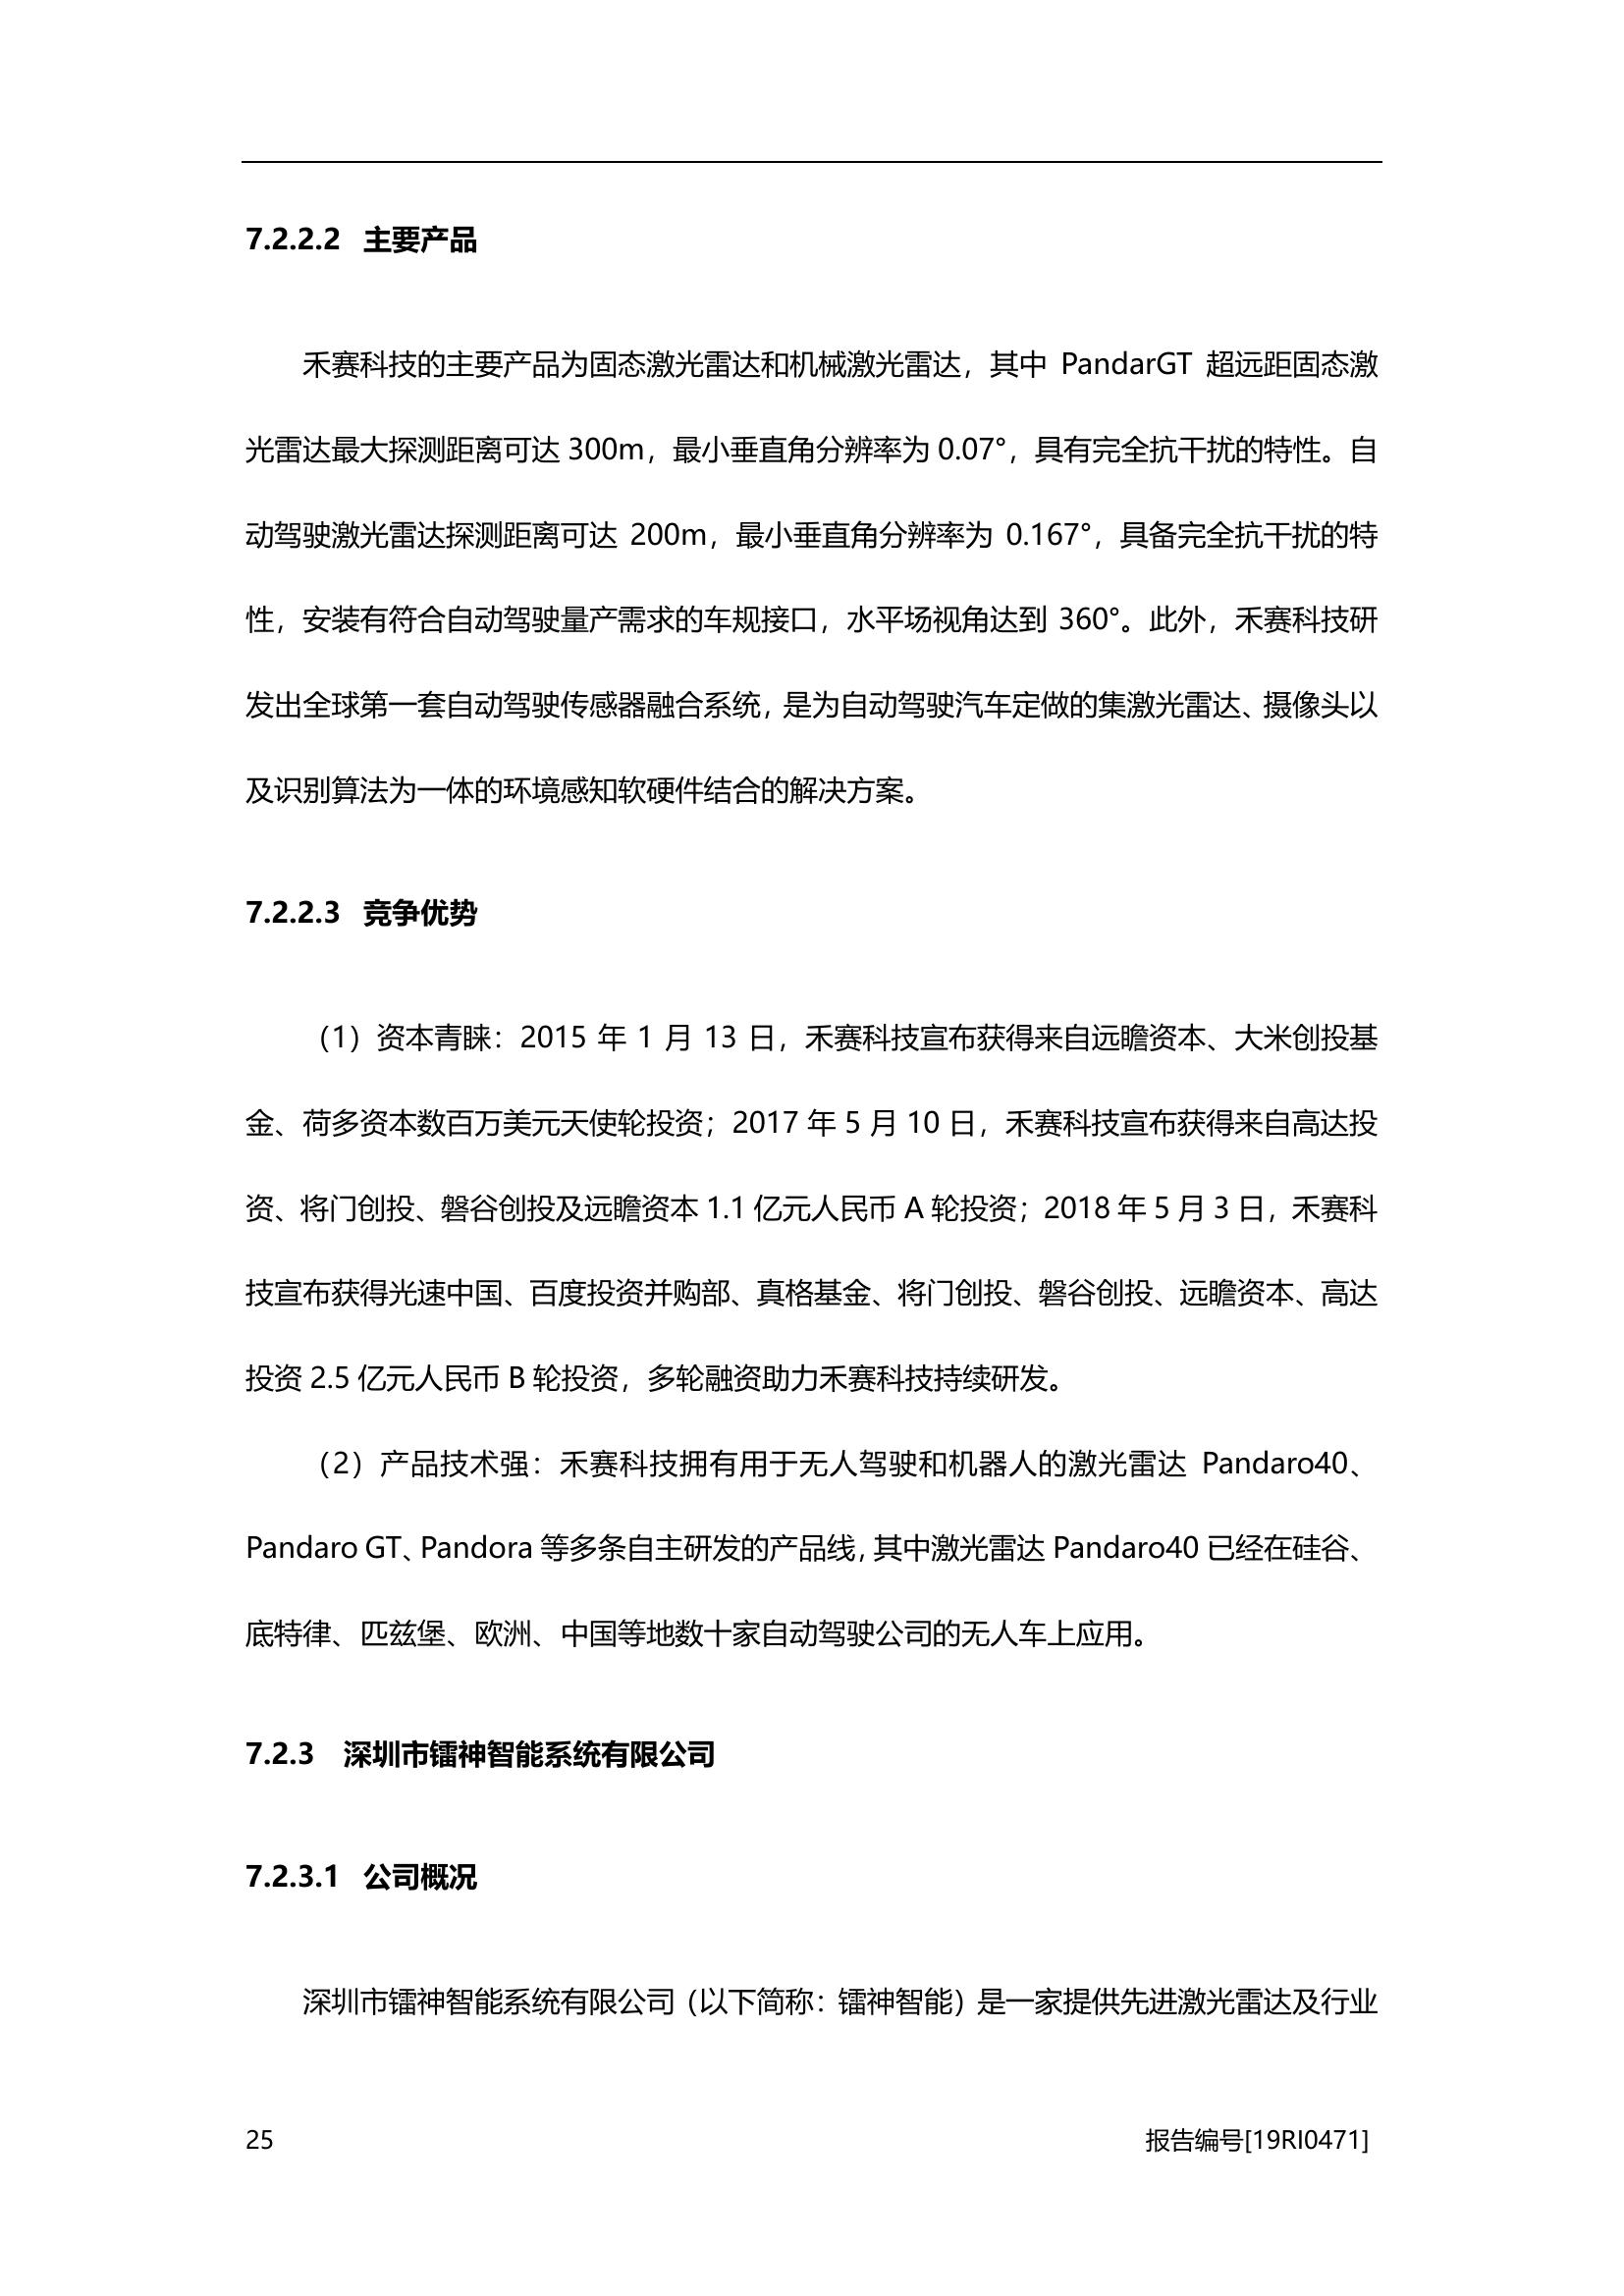 7.2.2.2 主要产品
禾赛科技的主要产品为固态激光雷达和机械激光雷达，其中 PandarGT 超远距固态激
光雷达最大探测距离可达 300m，最小垂直角分辨率为 0.07°，具有完全抗干扰的特性。自
动驾驶激光雷达探测距离可达 200m，最小垂直角分辨率为 0.167°，具备完全抗干扰的特
性，安装有符合自动驾驶量产需求的车规接口，水平场视角达到 360°。此外，禾赛科技研
发出全球第一套自动驾驶传感器融合系统，是为自动驾驶汽车定做的集激光雷达、摄像头以
及识别算法为一体的环境感知软硬件结合的解决方案。
7.2.2.3 竞争优势
（1）资本青睐：2015 年 1 月 13 日，禾赛科技宣布获得来自远瞻资本、大米创投基
金、荷多资本数百万美元天使轮投资；2017 年 5 月 10 日，禾赛科技宣布获得来自高达投
资、将门创投、磐谷创投及远瞻资本 1.1 亿元人民币 A 轮投资；2018 年 5 月 3 日，禾赛科
技宣布获得光速中国、百度投资并购部、真格基金、将门创投、磐谷创投、远瞻资本、高达
投资 2.5 亿元人民币 B 轮投资，多轮融资助力禾赛科技持续研发。
（2）产品技术强：禾赛科技拥有用于无人驾驶和机器人的激光雷达 Pandaro40、
Pandaro GT、Pandora 等多条自主研发的产品线，其中激光雷达 Pandaro40 已经在硅谷、
底特律、匹兹堡、欧洲、中国等地数十家自动驾驶公司的无人车上应用。
7.2.3 深圳市镭神智能系统有限公司
7.2.3.1 公司概况
深圳市镭神智能系统有限公司（以下简称：镭神智能）是一家提供先进激光雷达及行业
25 报告编号[19RI0471]